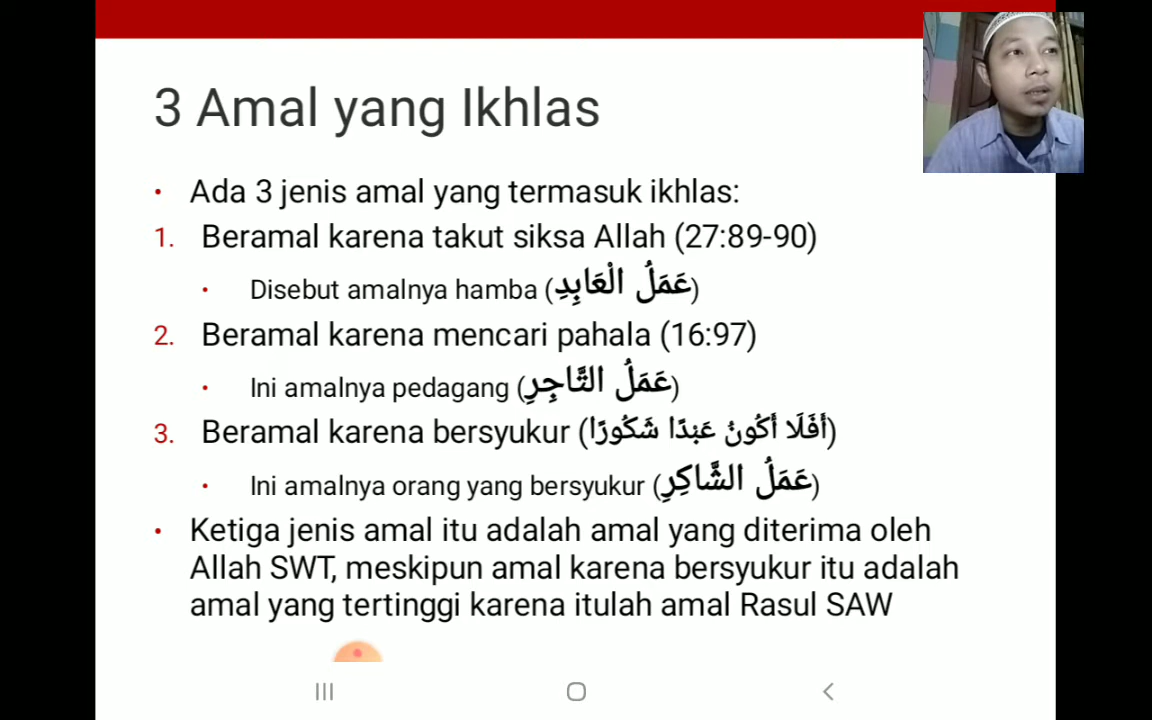 3 Amal yang Ikhlas
• Ada 3 jenis amal yang termasuk ikhlas:
1. Beramal karena takut siksa Allah (27:89-90)
• Disebut amalnya hamba (عَمَلُ الْعَابِدِ)
2. Beramal karena mencari pahala (16:97)
• Ini amalnya pedagang (عَمَلُ التَّاجِرِ)
3. Beramal karena bersyukur (أَفَلَا أَكُونُ عَبْدًا شَكُورًا)
• Ini amalnya orang yang bersyukur (عَمَلُ الشَّاكِرِ)
• Ketiga jenis amal itu adalah amal yang diterima oleh
Allah SWT, meskipun amal karena bersyukur itu adalah
amal yang tertinggi karena itulah amal Rasul SAW